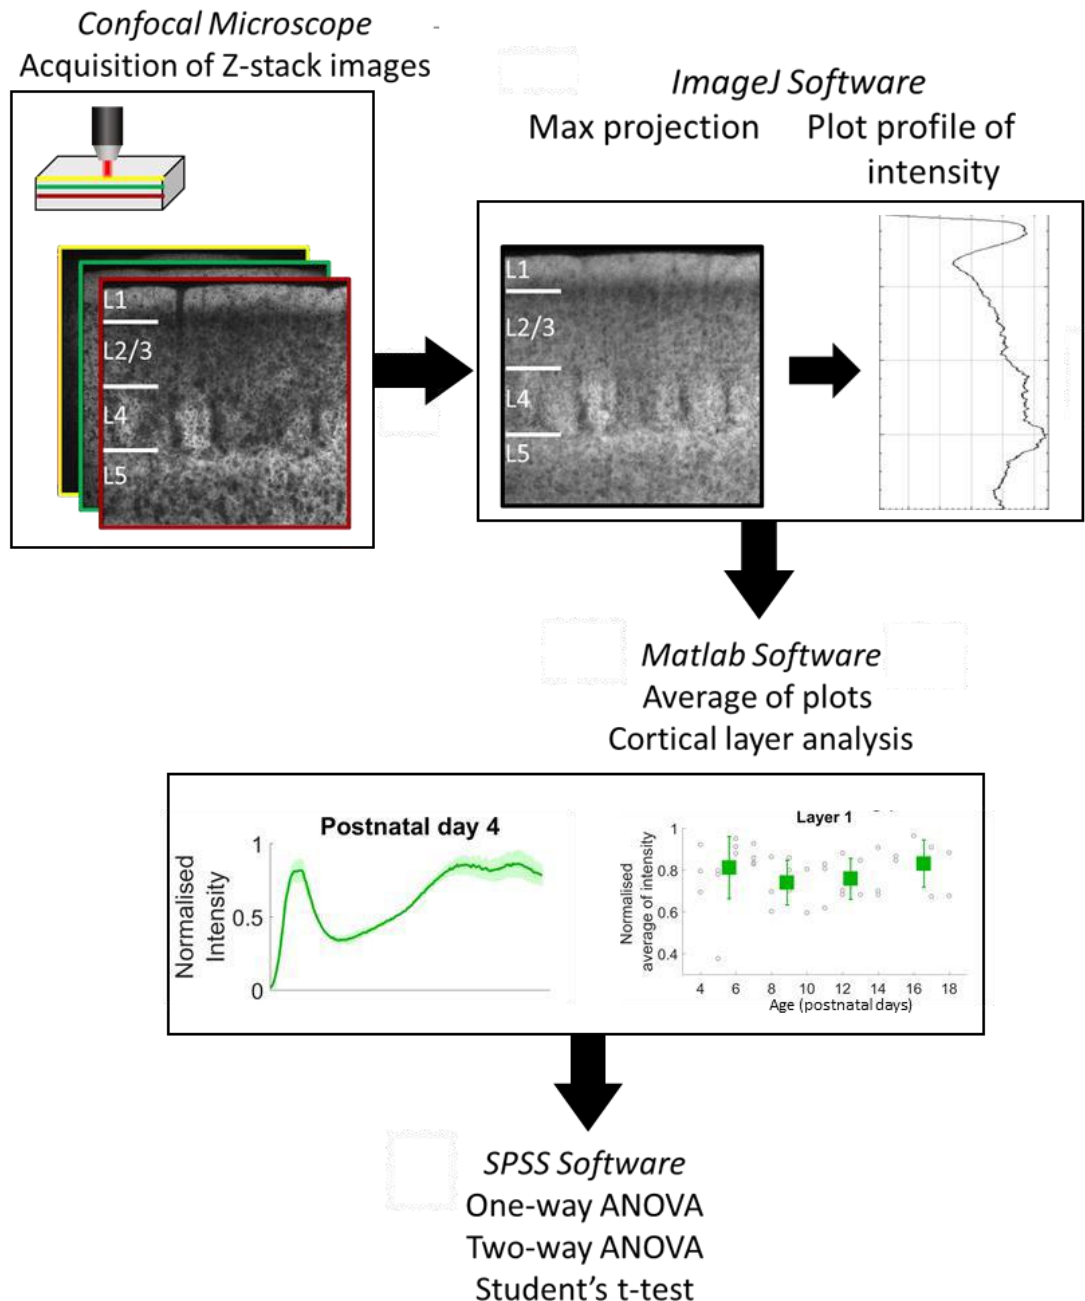 Confocal Microscope
Acquisition of Z-stack images
L1
L2/3
L4
L5
ImageJ Software
Max projection
Plot profile of
intensity
L1
L2/3
L4
L5
Matlab Software
Average of plots
Cortical layer analysis
Postnatal day 4
Normalised
Intensity
1
0.5
0
Layer 1
Normalised
average of intensity
1
0.8
0.6
0.4
4 6 8 10 12 14 16 18
Age (postnatal days)
SPSS Software
One-way ANOVA
Two-way ANOVA
Student’s t-test